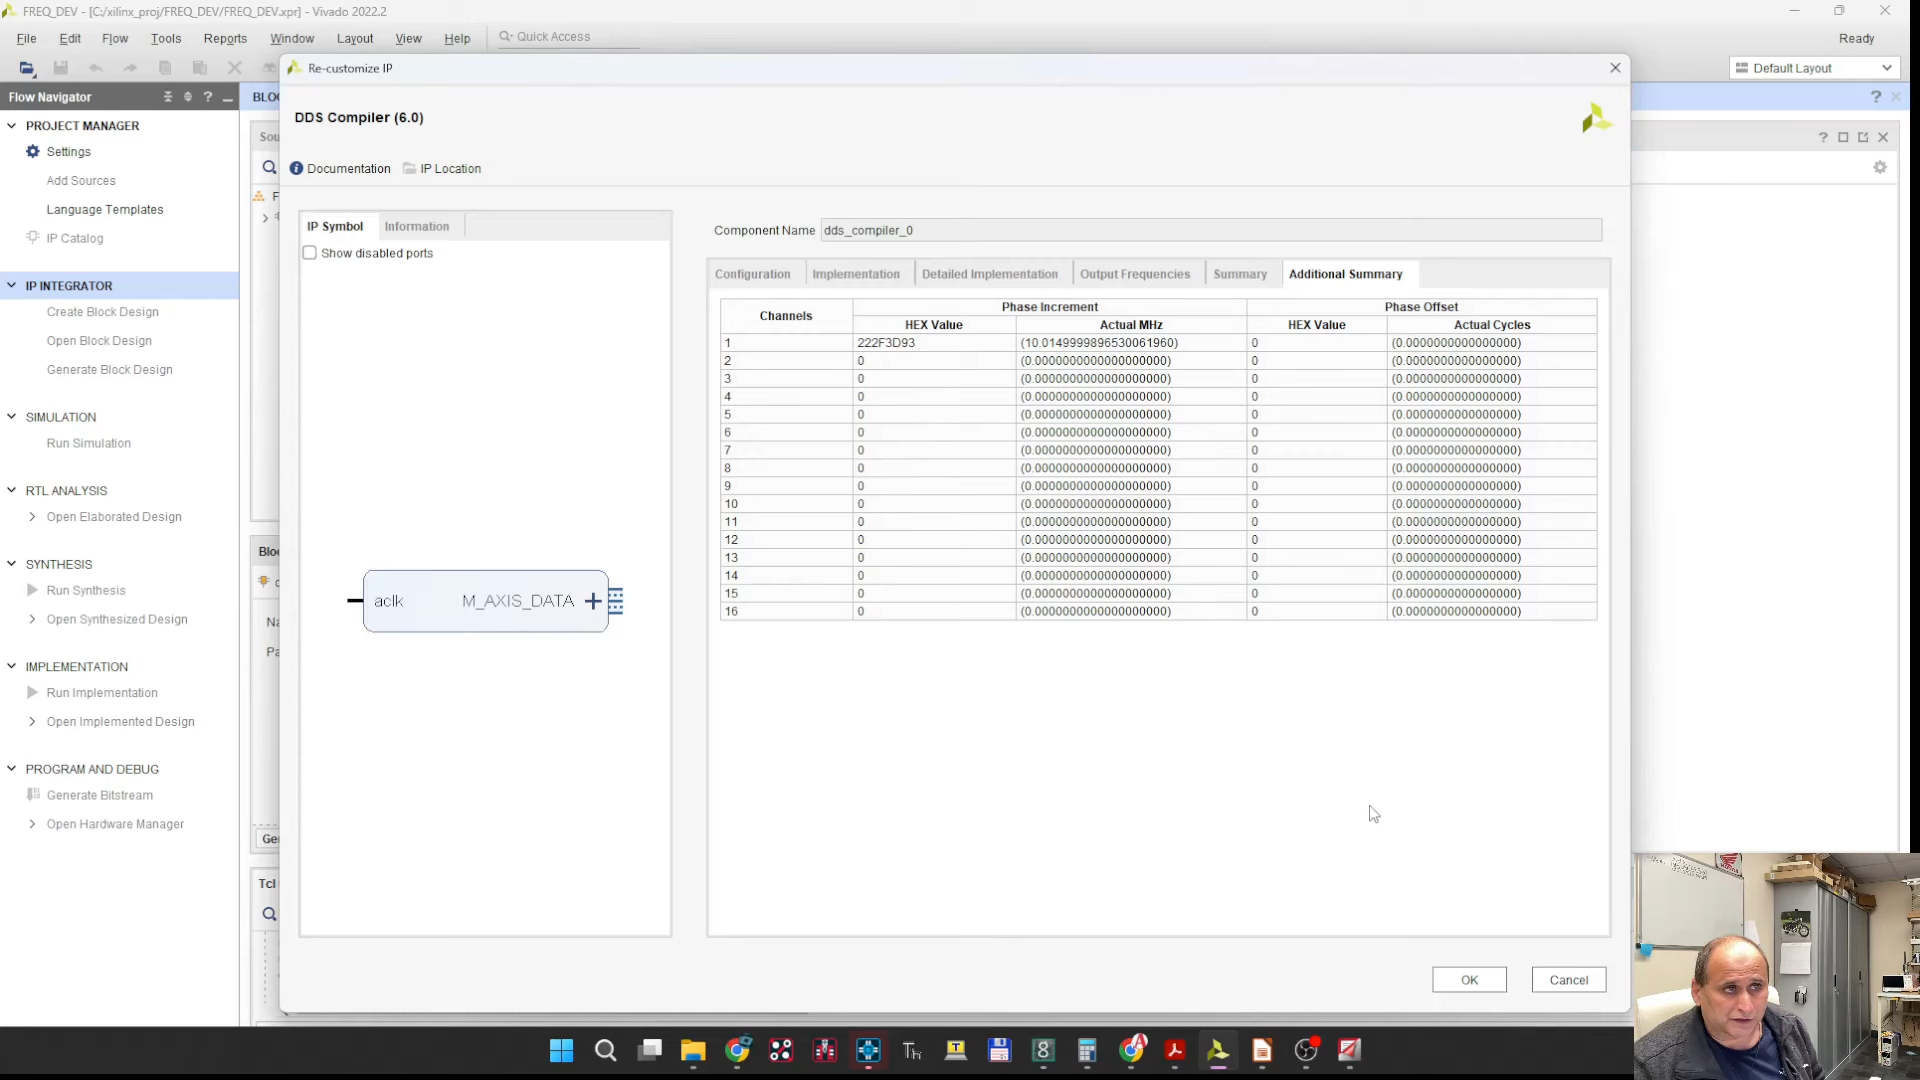 FREQ_DEV - [C:/xilinx_proj/FREQ_DEV/FREQ_DEV.xpr] - Vivado 2022.2
File Edit Flow Tools Reports Window Layout View Help Quick Access
Ready
Default Layout
Flow Navigator
PROJECT MANAGER
Settings
Add Sources
Language Templates
IP Catalog
IP INTEGRATOR
Create Block Design
Open Block Design
Generate Block Design
SIMULATION
Run Simulation
RTL ANALYSIS
Open Elaborated Design
SYNTHESIS
Run Synthesis
Open Synthesized Design
IMPLEMENTATION
Run Implementation
Open Implemented Design
PROGRAM AND DEBUG
Generate Bitstream
Open Hardware Manager
Tcl
Re-customize IP
DDS Compiler (6.0)
Documentation IP Location
IP Symbol Information
Show disabled ports
aclk M_AXIS_DATA
Component Name dds_compiler_0
Configuration Implementation Detailed Implementation Output Frequencies Summary Additional Summary
Channels Phase Increment Phase Offset
HEX Value Actual MHz HEX Value Actual Cycles
1 222F3D93 (10.0149999896530061960) 0 (0.0000000000000000)
2 0 (0.0000000000000000000) 0 (0.0000000000000000)
3 0 (0.0000000000000000000) 0 (0.0000000000000000)
4 0 (0.0000000000000000000) 0 (0.0000000000000000)
5 0 (0.0000000000000000000) 0 (0.0000000000000000)
6 0 (0.0000000000000000000) 0 (0.0000000000000000)
7 0 (0.0000000000000000000) 0 (0.0000000000000000)
8 0 (0.0000000000000000000) 0 (0.0000000000000000)
9 0 (0.0000000000000000000) 0 (0.0000000000000000)
10 0 (0.0000000000000000000) 0 (0.0000000000000000)
11 0 (0.0000000000000000000) 0 (0.0000000000000000)
12 0 (0.0000000000000000000) 0 (0.0000000000000000)
13 0 (0.0000000000000000000) 0 (0.0000000000000000)
14 0 (0.0000000000000000000) 0 (0.0000000000000000)
15 0 (0.0000000000000000000) 0 (0.0000000000000000)
16 0 (0.0000000000000000000) 0 (0.0000000000000000)
OK Cancel